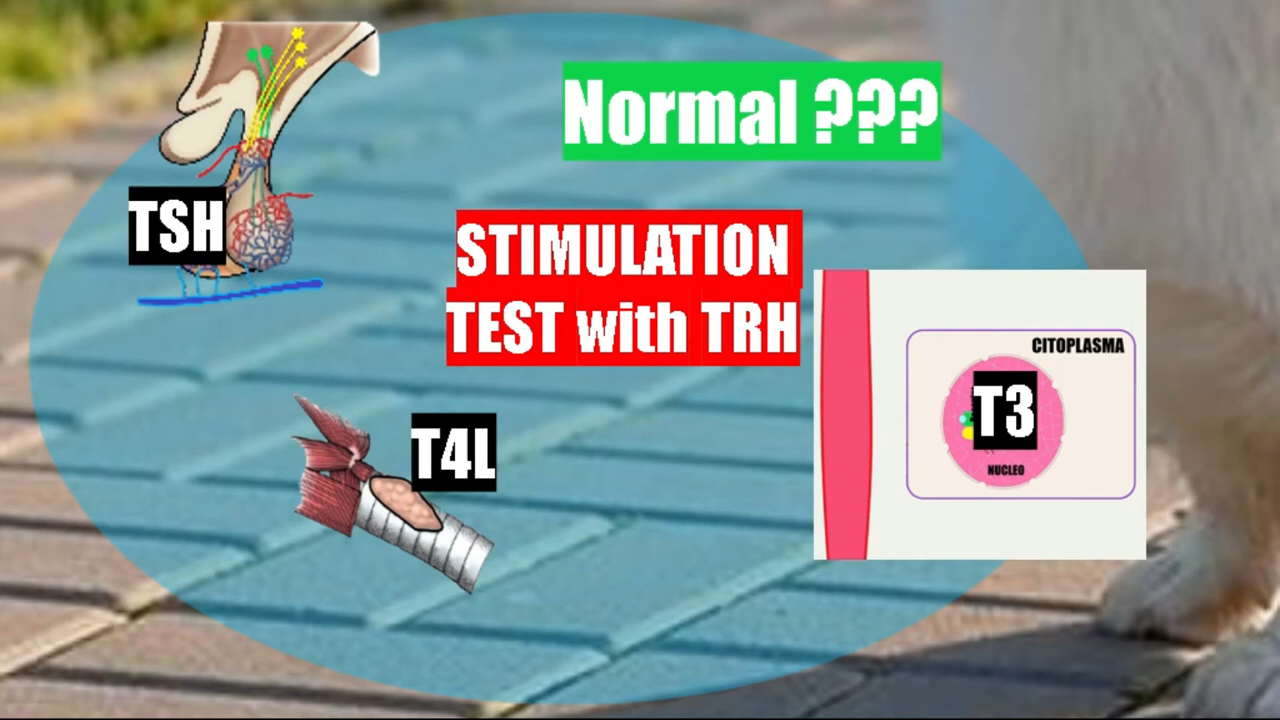 Normal ???
TSH
STIMULATION
TEST with TRH
CITOPLASMA
T3
T4L
NUCLEO